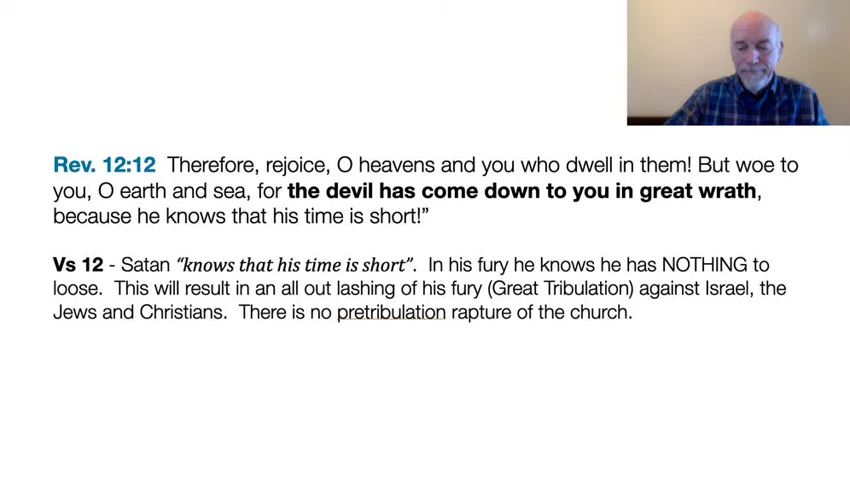 Rev. 12:12 Therefore, rejoice, O heavens and you who dwell in them! But woe to
you, O earth and sea, for the devil has come down to you in great wrath,
because he knows that his time is short!”
Vs 12 - Satan “knows that his time is short”. In his fury he knows he has NOTHING to
loose. This will result in an all out lashing of his fury (Great Tribulation) against Israel, the
Jews and Christians. There is no pretribulation rapture of the church.